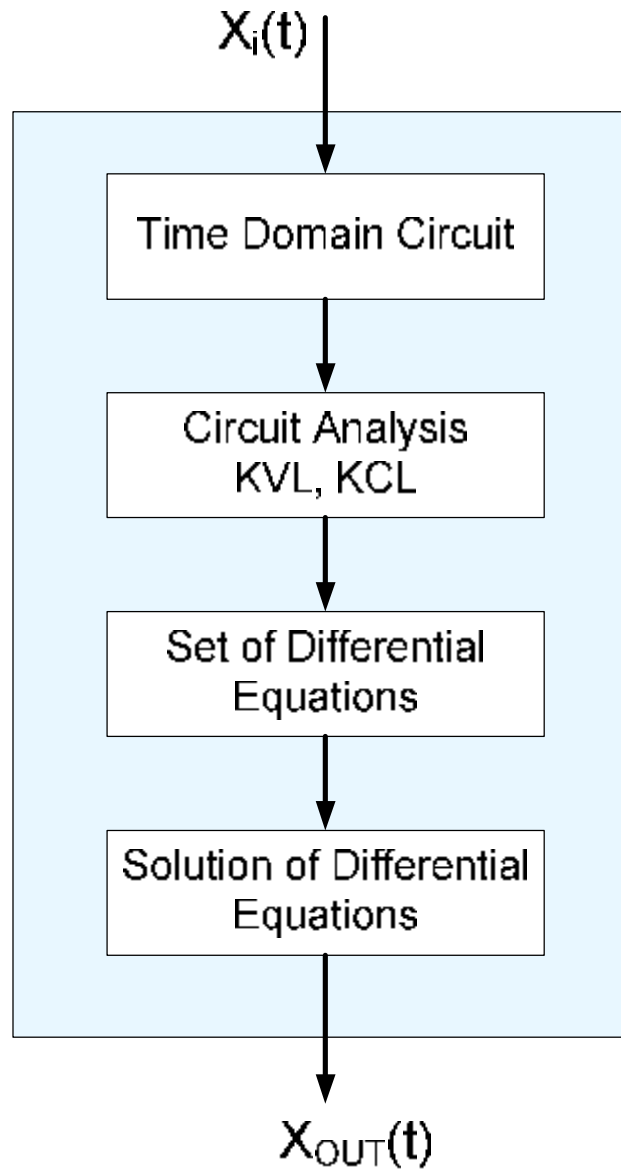 Xi(t)
Time Domain Circuit
Circuit Analysis
KVL, KCL
Set of Differential
Equations
Solution of Differential
Equations
XOUT(t)